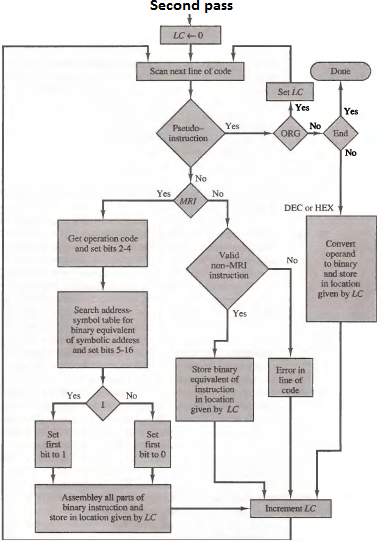 Second pass
LC ← 0
Scan next line of code
Done
Set LC
Yes
Yes
Pseudo-
instruction
Yes
ORG
No
End
No
No
Yes
MRI
No
DEC or HEX
Get operation code
and set bits 2-4
Valid
non-MRI
instruction
No
Convert
operand
to binary
and store
in location
given by LC
Search address-
symbol table for
binary equivalent
of symbolic address
and set bits 5-16
Yes
Store binary
equivalent of
instruction
in location
given by LC
Error in
line of
code
Yes
I
No
Set
first
bit to 1
Set
first
bit to 0
Assembley all parts of
binary instruction and
store in location given by LC
Increment LC